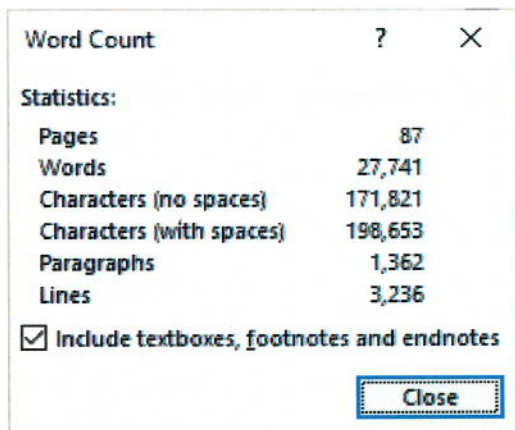 Word Count ? ×
Statistics:
Pages 87
Words 27,741
Characters (no spaces) 171,821
Characters (with spaces) 198,653
Paragraphs 1,362
Lines 3,236
Include textboxes, footnotes and endnotes
Close